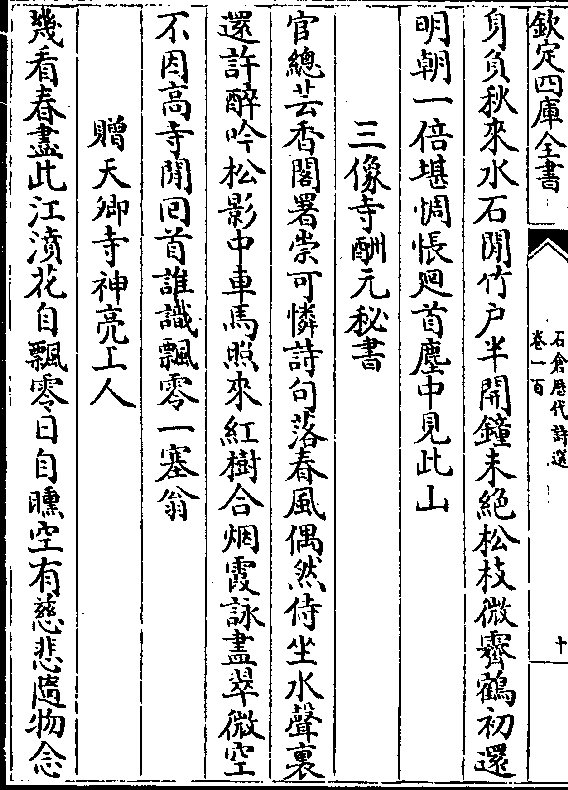 欽定四庫全書
石倉歴代詩選
卷一百
十
身負秋來水石閒竹户半開鐘未絶松枝微霽鶴初還
明朝一倍堪惆悵廻首塵中見此山
三像寺酬元秘書
官總芸香閣署崇可憐詩句落春風偶然侍坐水聲裏
還許醉吟松影中車馬照來紅樹合烟霞詠盡翠微空
不因高寺閒回首誰識飄零一塞翁
贈天卿寺神亮上人
幾看春盡此江濆花自飄零日自曛空有慈悲隨物念